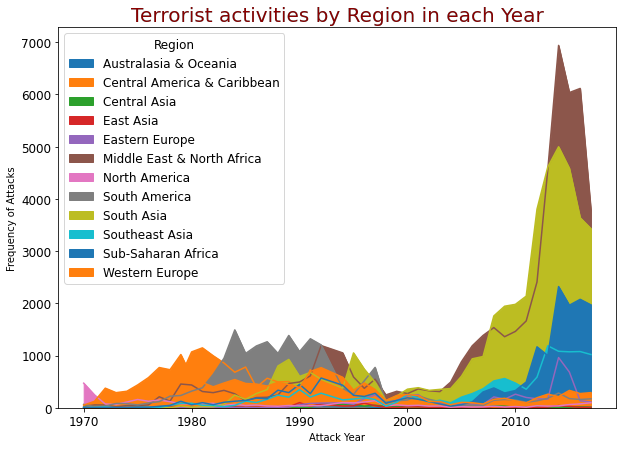 Terrorist activities by Region in each Year
Region
Australasia & Oceania
Central America & Caribbean
Central Asia
East Asia
Eastern Europe
Middle East & North Africa
North America
South America
South Asia
Southeast Asia
Sub-Saharan Africa
Western Europe
Frequency of Attacks
7000
6000
5000
4000
3000
2000
1000
0
1970
1980
1990
2000
2010
Attack Year